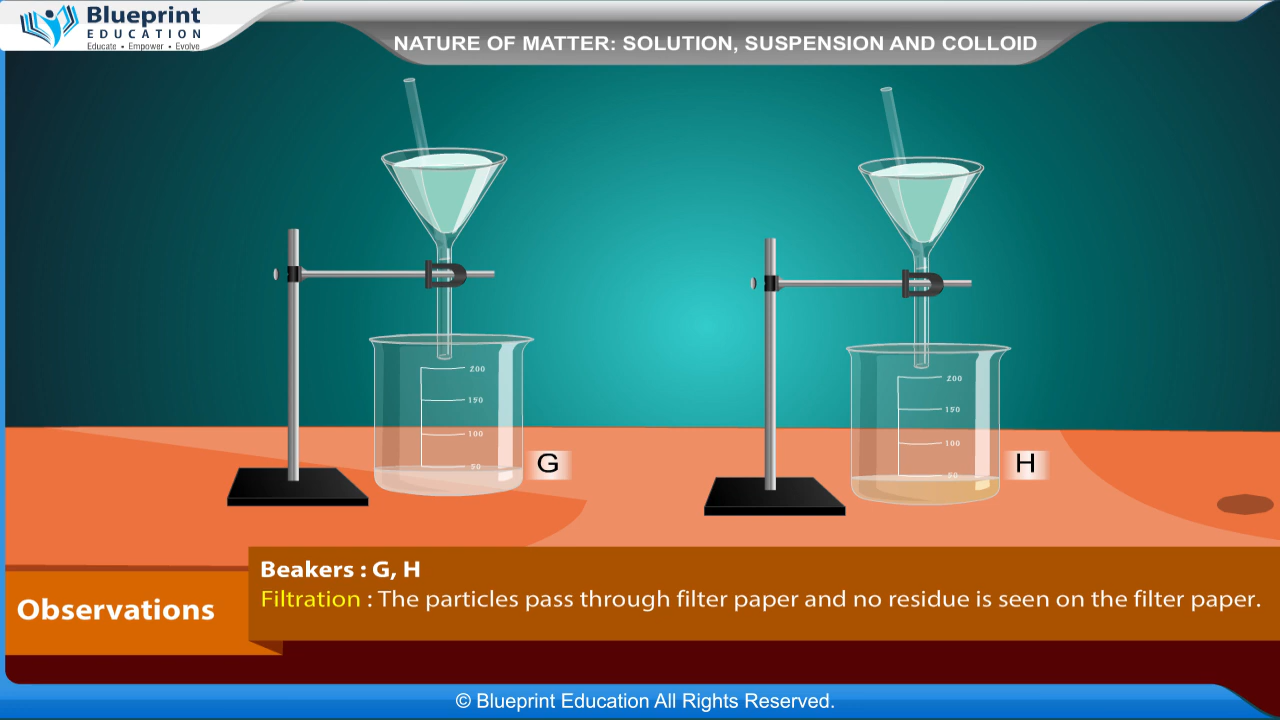 Blueprint
EDUCATION
Educate • Empower • Evolve
NATURE OF MATTER: SOLUTION, SUSPENSION AND COLLOID
200
150
100
50
G
200
150
100
50
H
Observations
Beakers : G, H
Filtration : The particles pass through filter paper and no residue is seen on the filter paper.
© Blueprint Education All Rights Reserved.